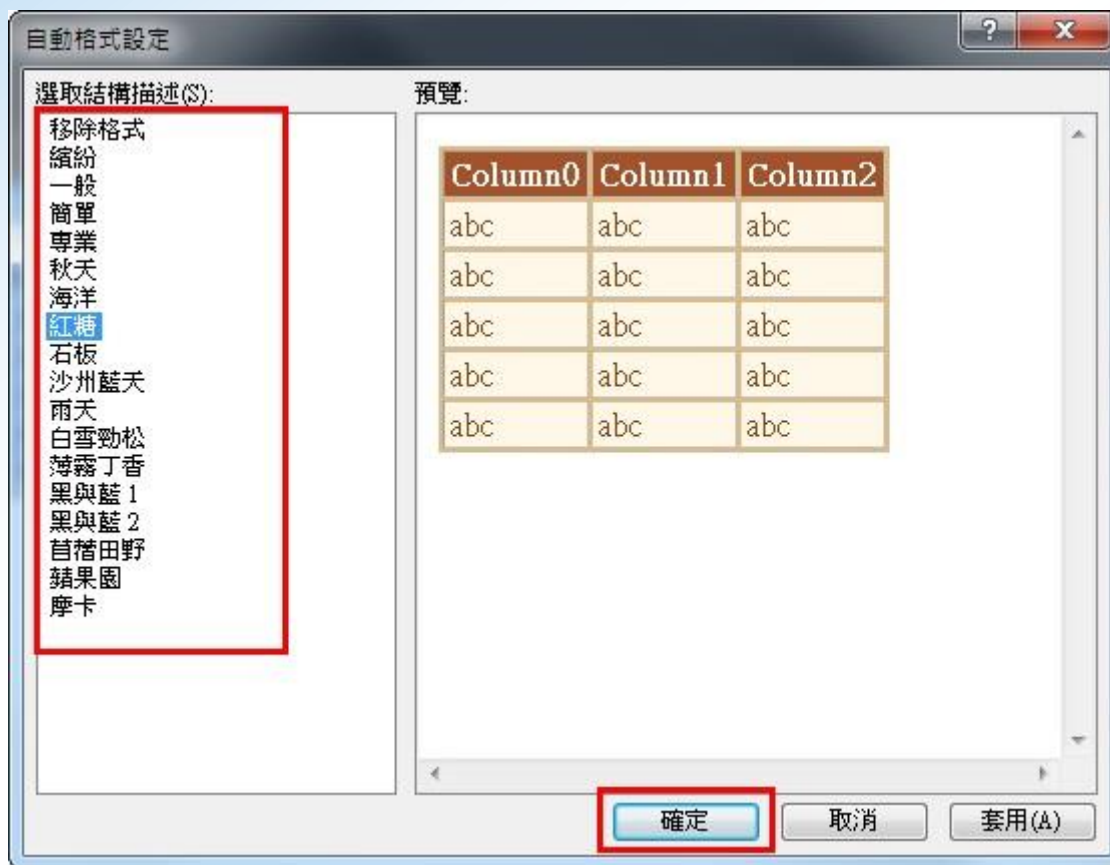 自動格式設定
選取結構描述(S):
移除格式
繽紛
一般
簡單
專業
秋天
海洋
紅糖
石板
沙州藍天
雨天
白雪勁松
薄霧丁香
黑與藍 1
黑與藍 2
苜蓿田野
蘋果園
摩卡
預覽:
Column0 Column1 Column2
abc abc abc
abc abc abc
abc abc abc
abc abc abc
abc abc abc
確定 取消 套用(A)